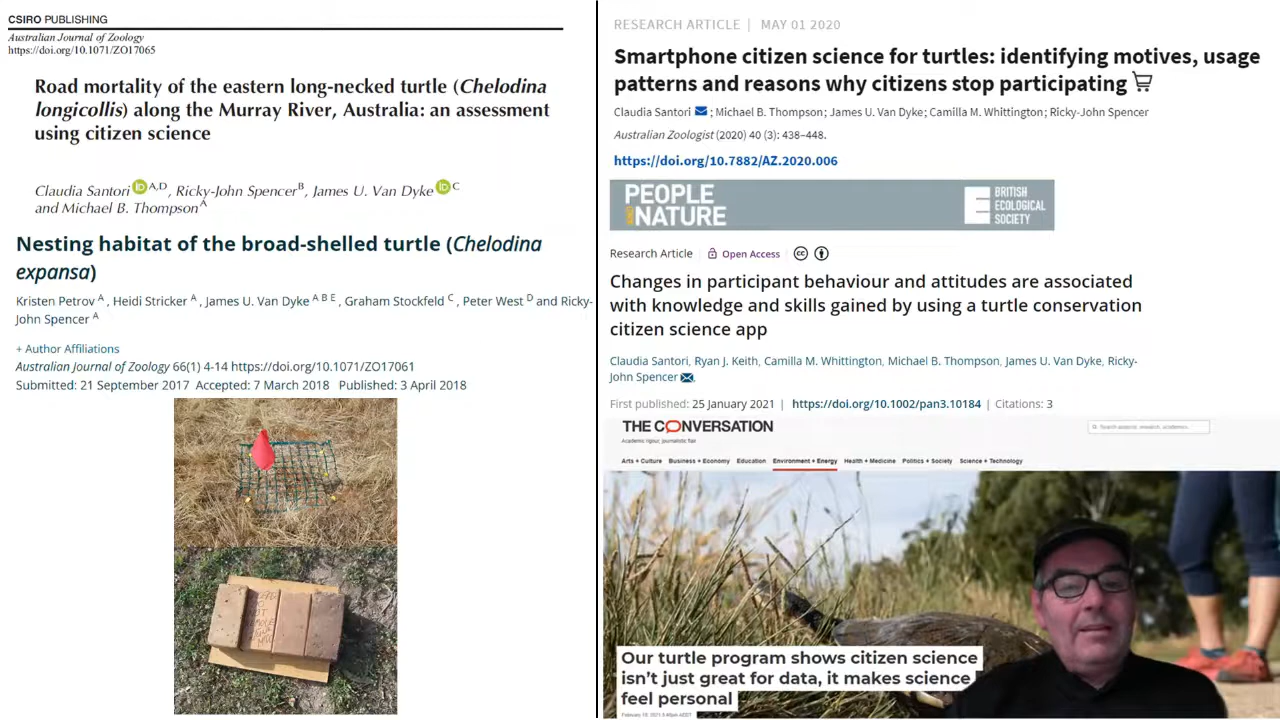 CSIRO PUBLISHING
Australian Journal of Zoology
https://doi.org/10.1071/ZO17065
Road mortality of the eastern long-necked turtle (Chelodina
longicollis) along the Murray River, Australia: an assessment
using citizen science
Claudia Santori iD A,D, Ricky-John Spencer B, James U. Van Dyke iD C
and Michael B. Thompson A
Nesting habitat of the broad-shelled turtle (Chelodina
expansa)
Kristen Petrov A , Heidi Stricker A , James U. Van Dyke A B E , Graham Stockfeld C , Peter West D and Ricky-
John Spencer A
+ Author Affiliations
Australian Journal of Zoology 66(1) 4-14 https://doi.org/10.1071/ZO17061
Submitted: 21 September 2017 Accepted: 7 March 2018 Published: 3 April 2018
RESEARCH ARTICLE | MAY 01 2020
Smartphone citizen science for turtles: identifying motives, usage
patterns and reasons why citizens stop participating
Claudia Santori ; Michael B. Thompson; James U. Van Dyke; Camilla M. Whittington; Ricky-John Spencer
Australian Zoologist (2020) 40 (3): 438–448.
https://doi.org/10.7882/AZ.2020.006
PEOPLE
AND NATURE
BRITISH
ECOLOGICAL
SOCIETY
Research Article | Open Access cc
Changes in participant behaviour and attitudes are associated
with knowledge and skills gained by using a turtle conservation
citizen science app
Claudia Santori, Ryan J. Keith, Camilla M. Whittington, Michael B. Thompson, James U. Van Dyke, Ricky-
John Spencer
First published: 25 January 2021 | https://doi.org/10.1002/pan3.10184 | Citations: 3
THE CONVERSATION
Academic rigour, journalistic flair
Search analysis, research, academics...
Arts + Culture Business + Economy Education Environment + Energy Health + Medicine Politics + Society Science + Technology
Our turtle program shows citizen science
isn't just great for data, it makes science
feel personal